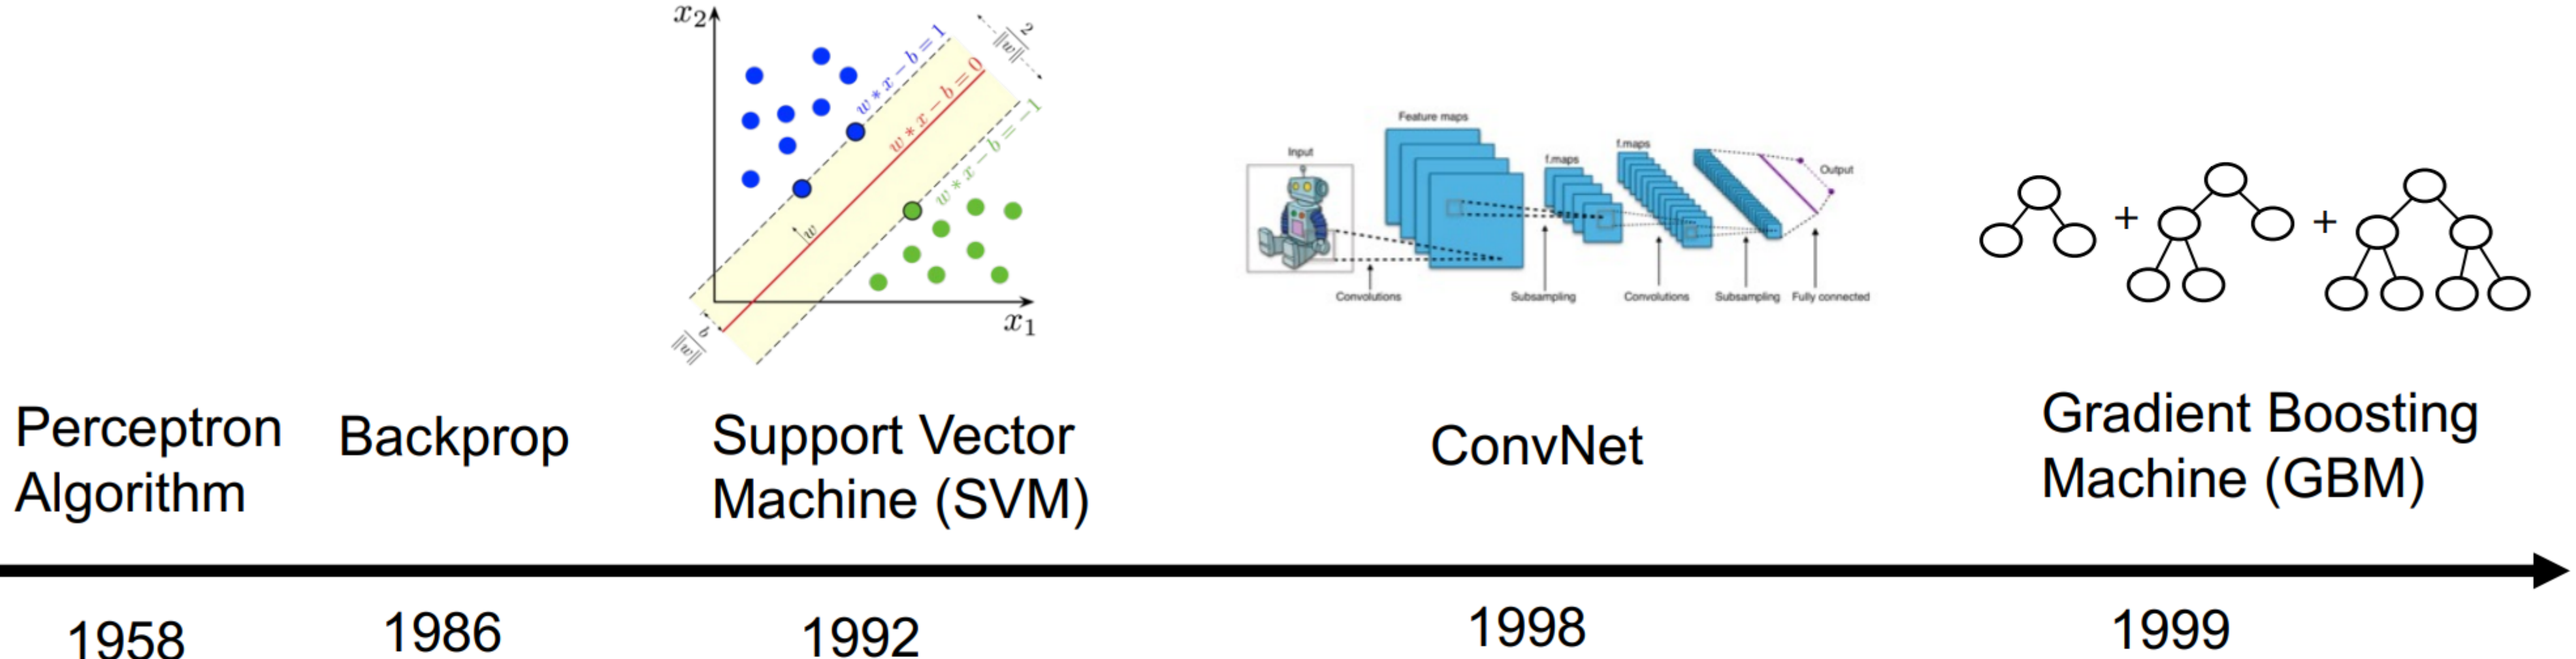 x2
w * x − b = 1
w * x − b = 0
w * x − b = −1
2
‖w‖
w
b
‖w‖
x1
Feature maps
Input
f.maps
f.maps
Output
Convolutions
Subsampling
Convolutions
Subsampling
Fully connected
+
+
Perceptron
Algorithm
Backprop
Support Vector
Machine (SVM)
ConvNet
Gradient Boosting
Machine (GBM)
1958
1986
1992
1998
1999